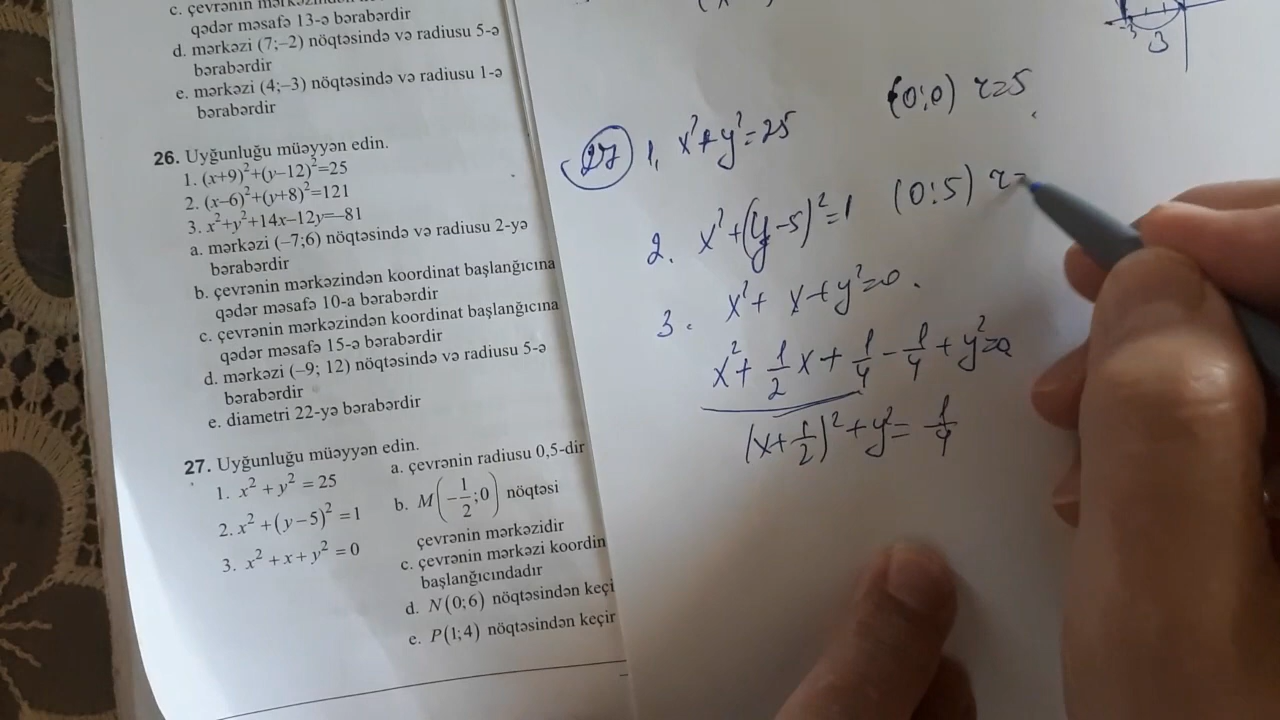 c. çevrənin
qədər məsafə 13-ə bərabərdir
d. mərkəzi (7;–2) nöqtəsində və radiusu 5-ə
bərabərdir
e. mərkəzi (4;–3) nöqtəsində və radiusu 1-ə
bərabərdir
26. Uyğunluğu müəyyən edin.
1. (x+9)²+(y–12)²=25
2. (x–6)²+(y+8)²=121
3. x²+y²+14x–12y=–81
a. mərkəzi (–7;6) nöqtəsində və radiusu 2-yə
bərabərdir
b. çevrənin mərkəzindən koordinat başlanğıcına
qədər məsafə 10-a bərabərdir
c. çevrənin mərkəzindən koordinat başlanğıcına
qədər məsafə 15-ə bərabərdir
d. mərkəzi (–9; 12) nöqtəsində və radiusu 5-ə
bərabərdir
e. diametri 22-yə bərabərdir
27. Uyğunluğu müəyyən edin.
1. x² + y² = 25
2. x² + (y – 5)² = 1
3. x² + x + y² = 0
a. çevrənin radiusu 0,5-dir
b. M(–1/2;0) nöqtəsi
çevrənin mərkəzidir
c. çevrənin mərkəzi koordin
başlanğıcındadır
d. N(0;6) nöqtəsindən keçi
e. P(1;4) nöqtəsindən keçir
27 1. x²+y²=25 (0;0) r=5
2. x²+(y-5)²=1 (0;5) r=
3. x²+x+y²=0.
x²+1/2x+1/4-1/4+y²=0
(x+1/2)²+y²=1/4
-3
3